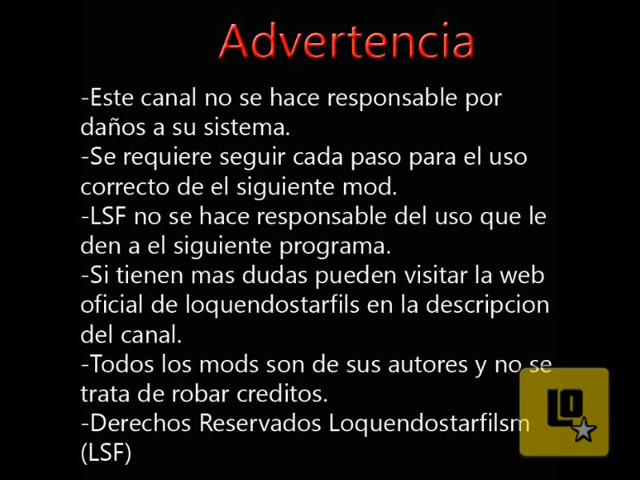 Advertencia
-Este canal no se hace responsable por
daños a su sistema.
-Se requiere seguir cada paso para el uso
correcto de el siguiente mod.
-LSF no se hace responsable del uso que le
den a el siguiente programa.
-Si tienen mas dudas pueden visitar la web
oficial de loquendostarfils en la descripcion
del canal.
-Todos los mods son de sus autores y no se
trata de robar creditos.
-Derechos Reservados Loquendostarfilsm
(LSF)
LO